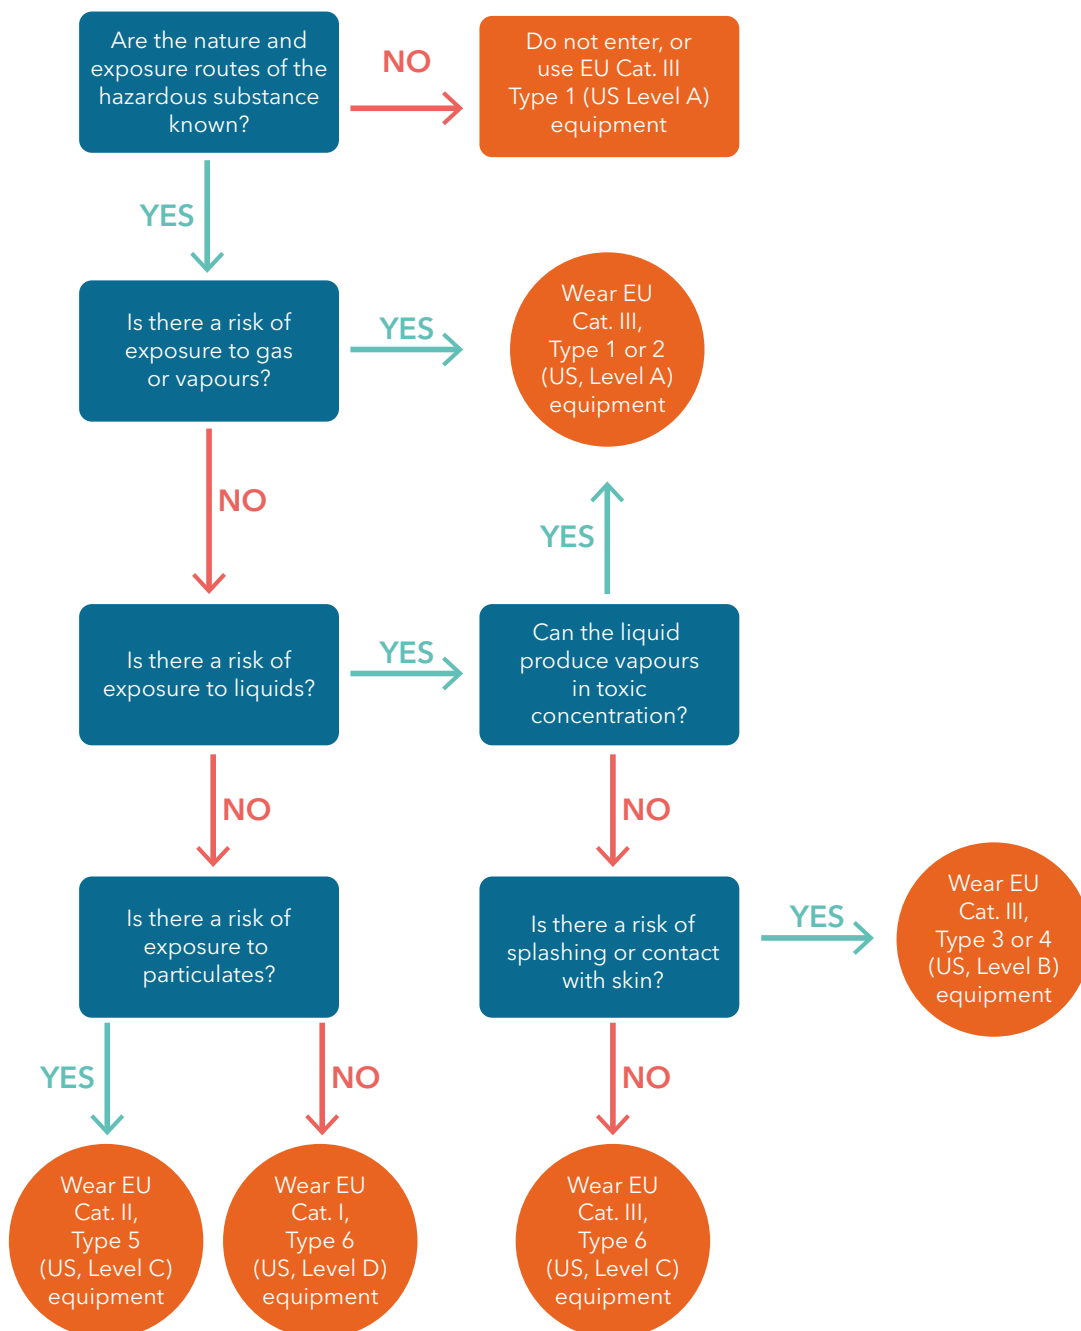 Are the nature and
exposure routes of the
hazardous substance
known?
NO
Do not enter, or
use EU Cat. III
Type 1 (US Level A)
equipment
YES
Is there a risk of
exposure to gas
or vapours?
YES
Wear EU
Cat. III,
Type 1 or 2
(US, Level A)
equipment
NO
YES
Is there a risk of
exposure to liquids?
YES
Can the liquid
produce vapours
in toxic
concentration?
NO
NO
Is there a risk of
exposure to
particulates?
Is there a risk of
splashing or contact
with skin?
YES
Wear EU
Cat. III,
Type 3 or 4
(US, Level B)
equipment
YES
NO
NO
Wear EU
Cat. II,
Type 5
(US, Level C)
equipment
Wear EU
Cat. I,
Type 6
(US, Level D)
equipment
Wear EU
Cat. III,
Type 6
(US, Level C)
equipment